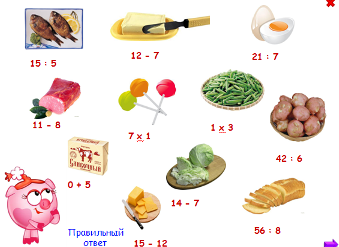 15 : 5
12 - 7
21 : 7
11 - 8
7 х 1
1 х 3
42 : 6
0 + 5
14 - 7
56 : 8
Правильный
ответ
15 - 12